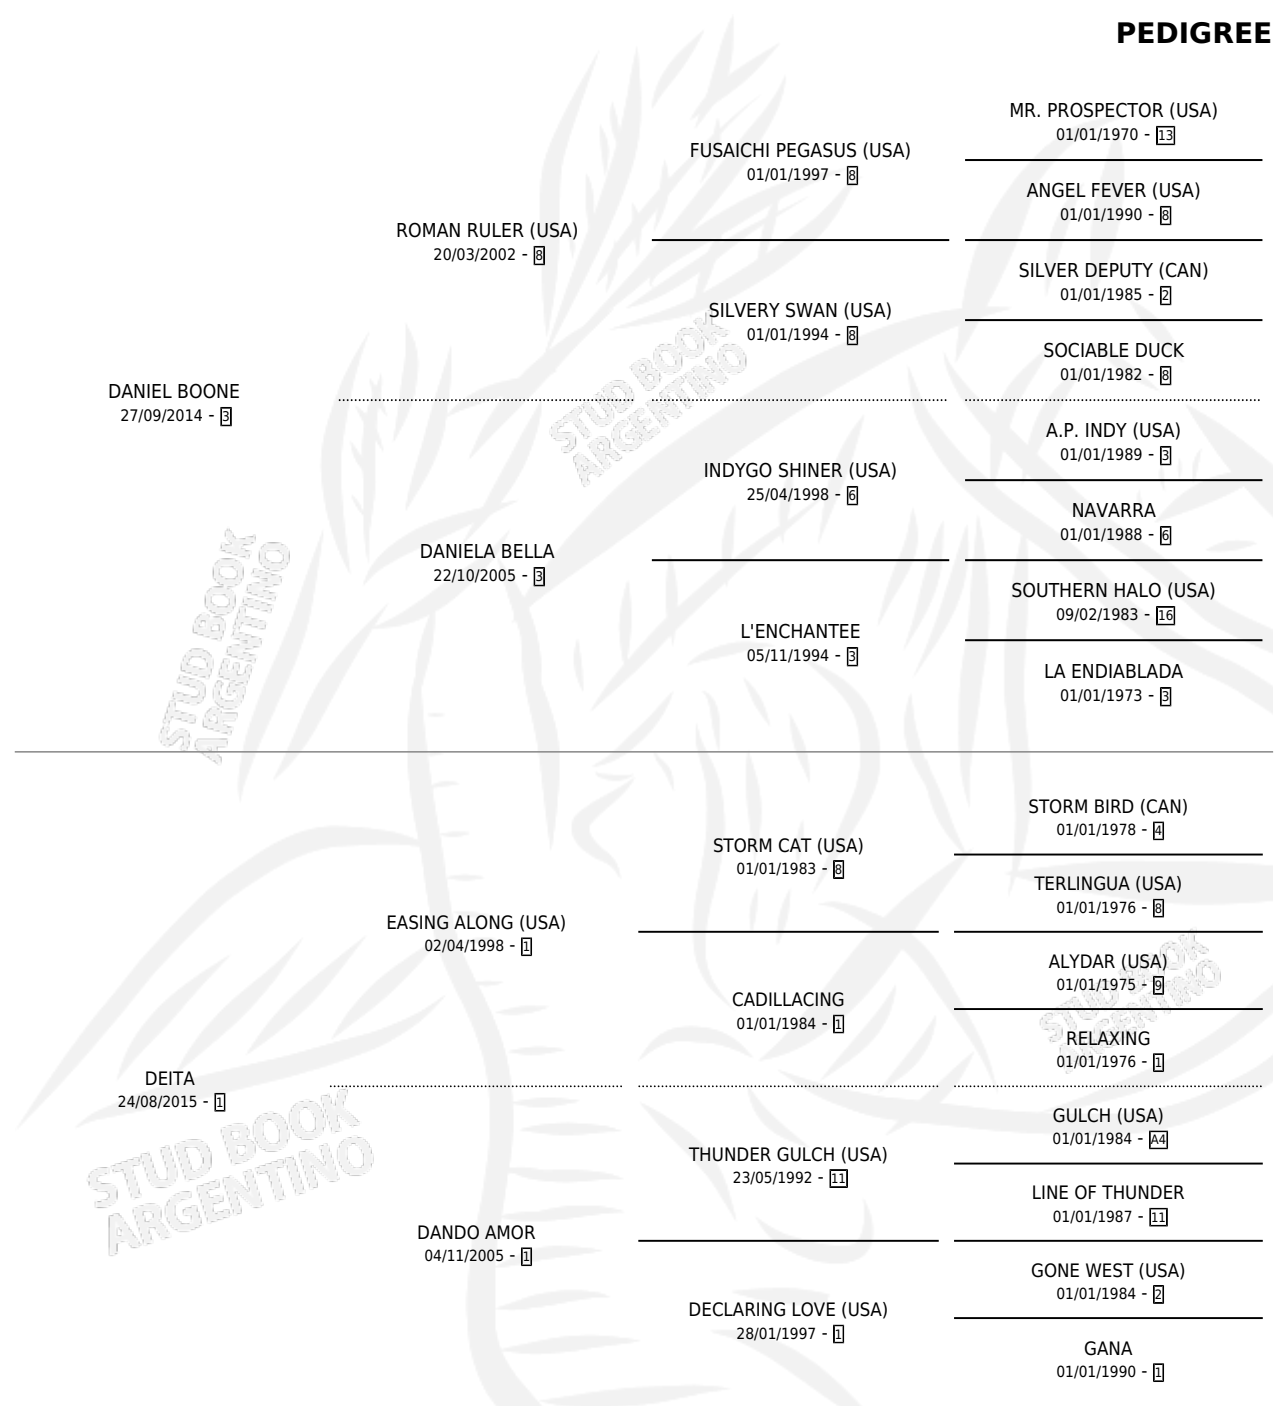 PEDIGREE
MR. PROSPECTOR (USA)
01/01/1970 - 13
FUSAICHI PEGASUS (USA)
01/01/1997 - 8
ANGEL FEVER (USA)
01/01/1990 - 8
ROMAN RULER (USA)
20/03/2002 - 8
SILVER DEPUTY (CAN)
01/01/1985 - 2
SILVERY SWAN (USA)
01/01/1994 - 8
SOCIABLE DUCK
01/01/1982 - 8
DANIEL BOONE
27/09/2014 - 3
STUD BOOK
ARGENTINO
A.P. INDY (USA)
01/01/1989 - 3
INDYGO SHINER (USA)
25/04/1998 - 6
NAVARRA
01/01/1988 - 6
DANIELA BELLA
22/10/2005 - 3
SOUTHERN HALO (USA)
09/02/1983 - 16
L'ENCHANTEE
05/11/1994 - 3
LA ENDIABLADA
01/01/1973 - 3
STUD BOOK
ARGENTINO
STORM BIRD (CAN)
01/01/1978 - 4
STORM CAT (USA)
01/01/1983 - 8
TERLINGUA (USA)
01/01/1976 - 8
EASING ALONG (USA)
02/04/1998 - 1
ALYDAR (USA)
01/01/1975 - 9
CADILLACING
01/01/1984 - 1
STUD BOOK
ARGENTINO
RELAXING
01/01/1976 - 1
DEITA
24/08/2015 - 1
GULCH (USA)
01/01/1984 - A4
THUNDER GULCH (USA)
23/05/1992 - 11
STUD BOOK
ARGENTINO
LINE OF THUNDER
01/01/1987 - 11
DANDO AMOR
04/11/2005 - 1
GONE WEST (USA)
01/01/1984 - 2
DECLARING LOVE (USA)
28/01/1997 - 1
GANA
01/01/1990 - 1